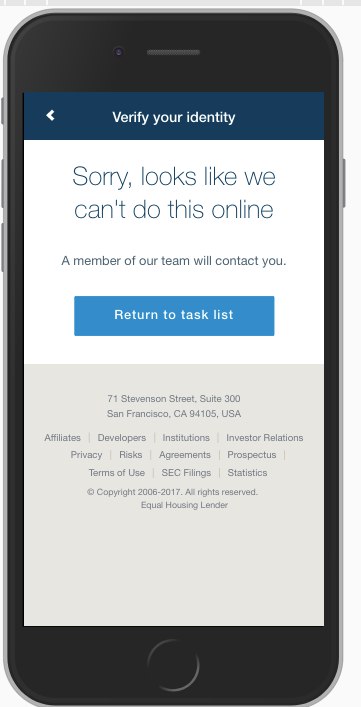 Verify your identity
Sorry, looks like we
can't do this online
A member of our team will contact you.
Return to task list
71 Stevenson Street, Suite 300
San Francisco, CA 94105, USA
Affiliates | Developers | Institutions | Investor Relations
Privacy | Risks | Agreements | Prospectus |
Terms of Use | SEC Filings | Statistics
© Copyright 2006-2017. All rights reserved.
Equal Housing Lender